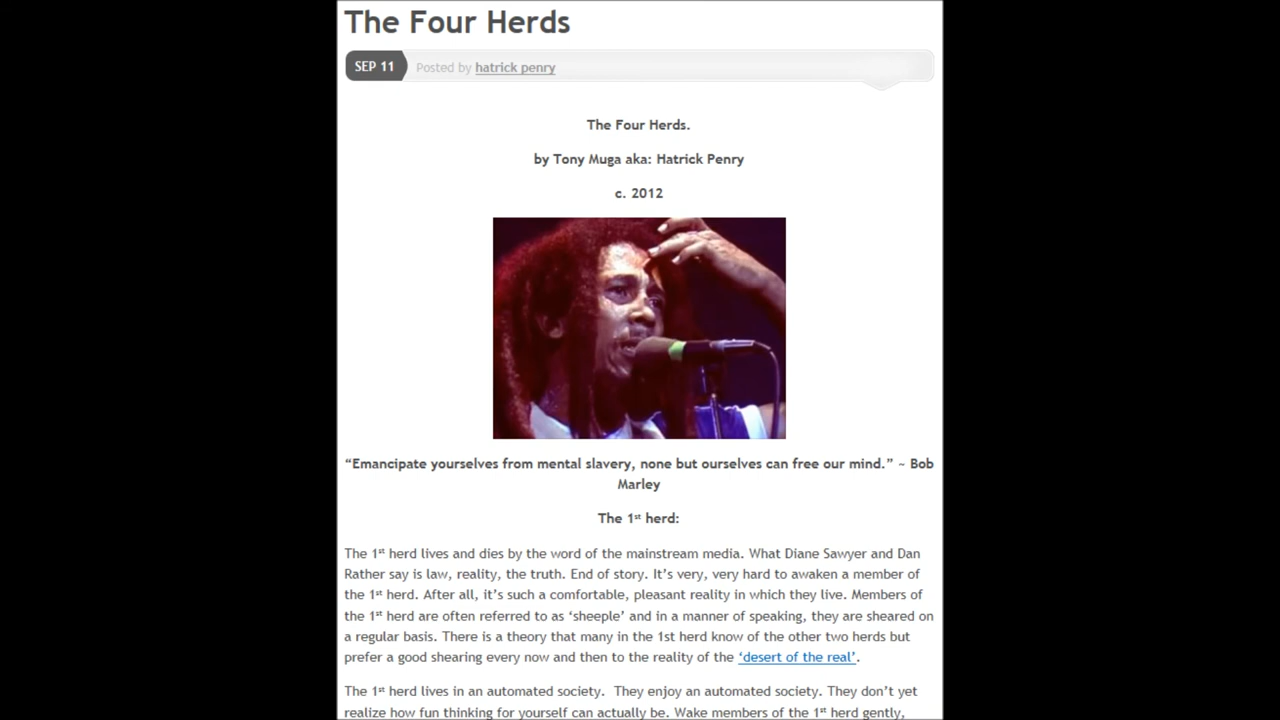 The Four Herds
SEP 11 Posted by hatrick penry
The Four Herds.
by Tony Muga aka: Hatrick Penry
c. 2012
“Emancipate yourselves from mental slavery, none but ourselves can free our mind.” ~ Bob
Marley
The 1st herd:
The 1st herd lives and dies by the word of the mainstream media. What Diane Sawyer and Dan
Rather say is law, reality, the truth. End of story. It’s very, very hard to awaken a member of
the 1st herd. After all, it’s such a comfortable, pleasant reality in which they live. Members of
the 1st herd are often referred to as ‘sheeple’ and in a manner of speaking, they are sheared on
a regular basis. There is a theory that many in the 1st herd know of the other two herds but
prefer a good shearing every now and then to the reality of the ‘desert of the real’.
The 1st herd lives in an automated society.  They enjoy an automated society. They don’t yet
realize how fun thinking for yourself can actually be. Wake members of the 1st herd gently,